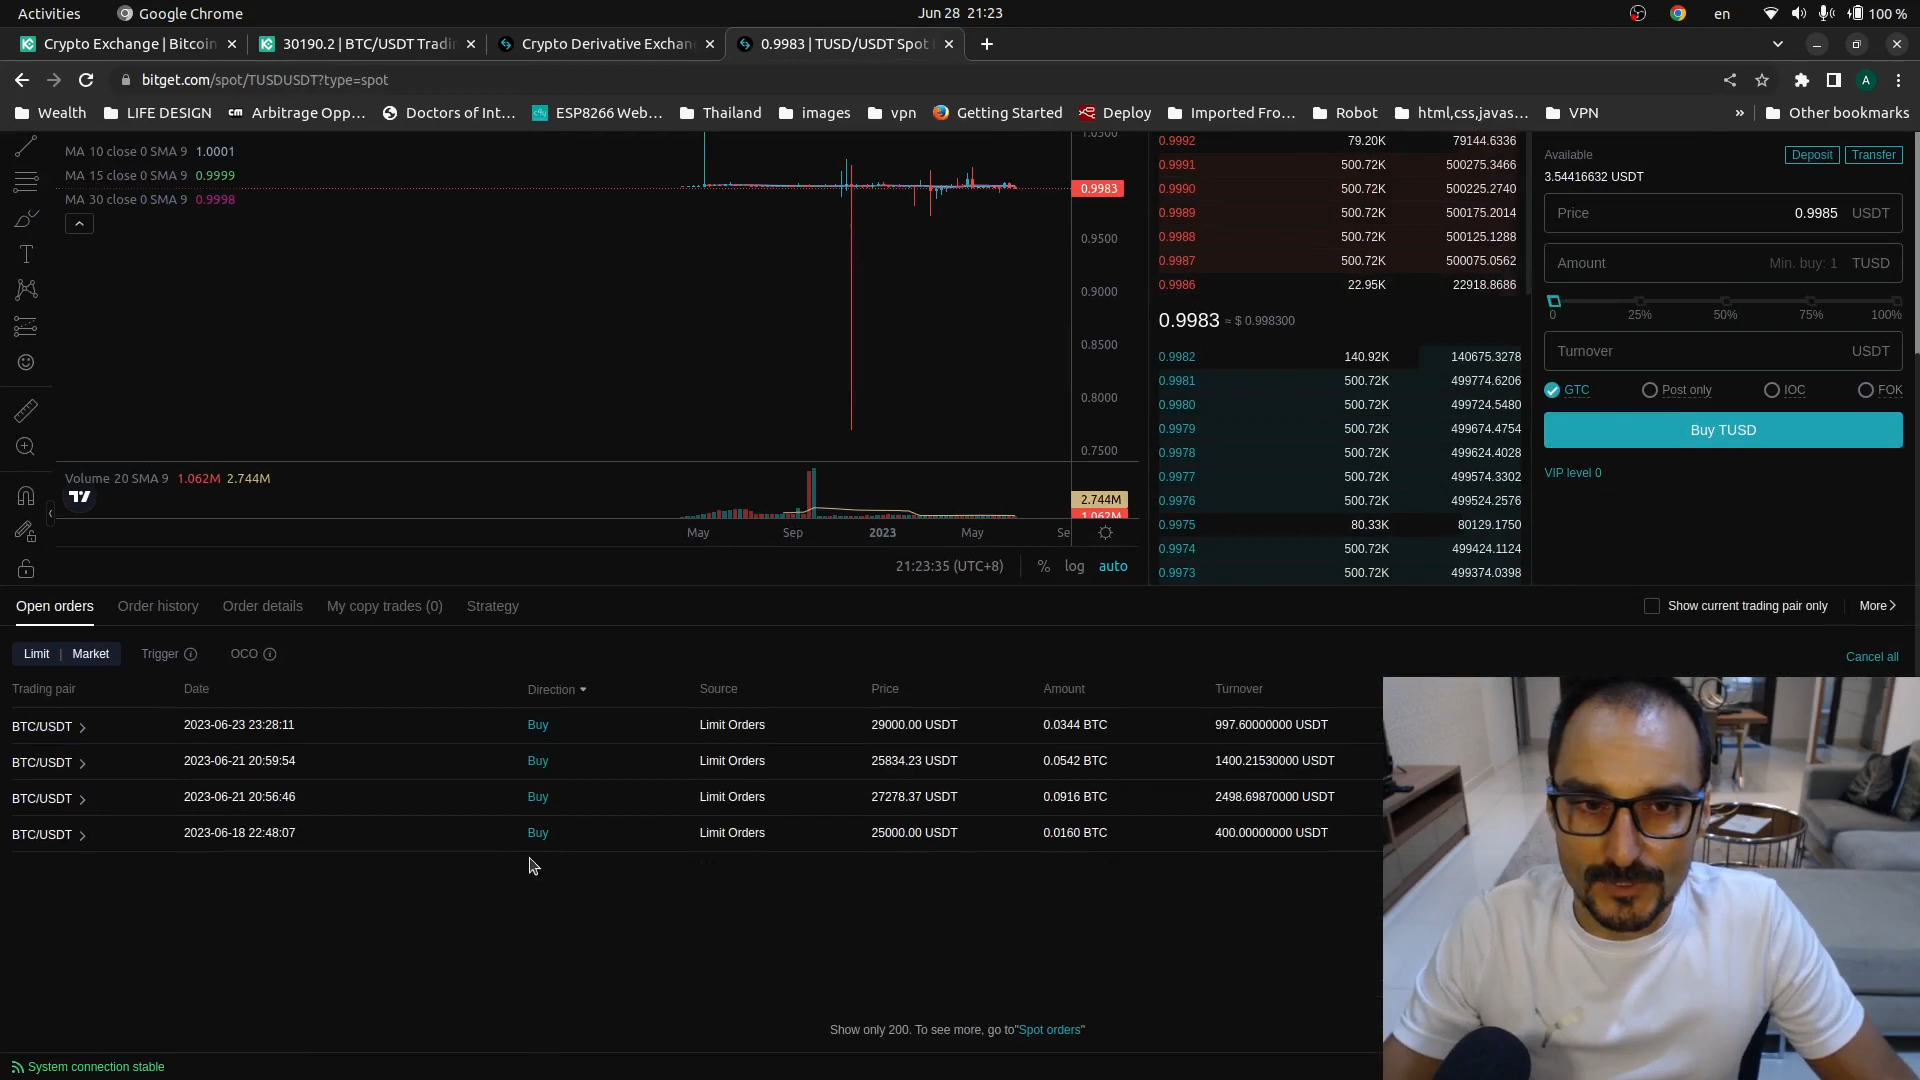 Activities Google Chrome Jun 28 21:23 en 100 %
Crypto Exchange | Bitcoin 30190.2 | BTC/USDT Tradin Crypto Derivative Exchan 0.9983 | TUSD/USDT Spot
bitget.com/spot/TUSDUSDT?type=spot A
Wealth LIFE DESIGN cm Arbitrage Opp... Doctors of Int... ESP8266 Web... Thailand images vpn Getting Started Deploy Imported Fro... Robot html,css,javas... VPN » Other bookmarks
1.0500
MA 10 close 0 SMA 9 1.0001
MA 15 close 0 SMA 9 0.9999
MA 30 close 0 SMA 9 0.9998
0.9983
0.9500
0.9000
0.8500
0.8000
0.7500
Volume 20 SMA 9 1.062M 2.744M
2.744M
1.062M
May Sep 2023 May Se
21:23:35 (UTC+8) % log auto
0.9992 79.20K 79144.6336
0.9991 500.72K 500275.3466
0.9990 500.72K 500225.2740
0.9989 500.72K 500175.2014
0.9988 500.72K 500125.1288
0.9987 500.72K 500075.0562
0.9986 22.95K 22918.8686
0.9983 ≈ $ 0.998300
0.9982 140.92K 140675.3278
0.9981 500.72K 499774.6206
0.9980 500.72K 499724.5480
0.9979 500.72K 499674.4754
0.9978 500.72K 499624.4028
0.9977 500.72K 499574.3302
0.9976 500.72K 499524.2576
0.9975 80.33K 80129.1750
0.9974 500.72K 499424.1124
0.9973 500.72K 499374.0398
Available Deposit Transfer
3.54416632 USDT
Price 0.9985 USDT
Amount Min. buy: 1 TUSD
0 25% 50% 75% 100%
Turnover USDT
GTC Post only IOC FOK
Buy TUSD
VIP level 0
Open orders Order history Order details My copy trades (0) Strategy Show current trading pair only More
Limit | Market Trigger OCO Cancel all
Trading pair Date Direction Source Price Amount Turnover
BTC/USDT 2023-06-23 23:28:11 Buy Limit Orders 29000.00 USDT 0.0344 BTC 997.60000000 USDT
BTC/USDT 2023-06-21 20:59:54 Buy Limit Orders 25834.23 USDT 0.0542 BTC 1400.21530000 USDT
BTC/USDT 2023-06-21 20:56:46 Buy Limit Orders 27278.37 USDT 0.0916 BTC 2498.69870000 USDT
BTC/USDT 2023-06-18 22:48:07 Buy Limit Orders 25000.00 USDT 0.0160 BTC 400.00000000 USDT
Show only 200. To see more, go to"Spot orders"
System connection stable